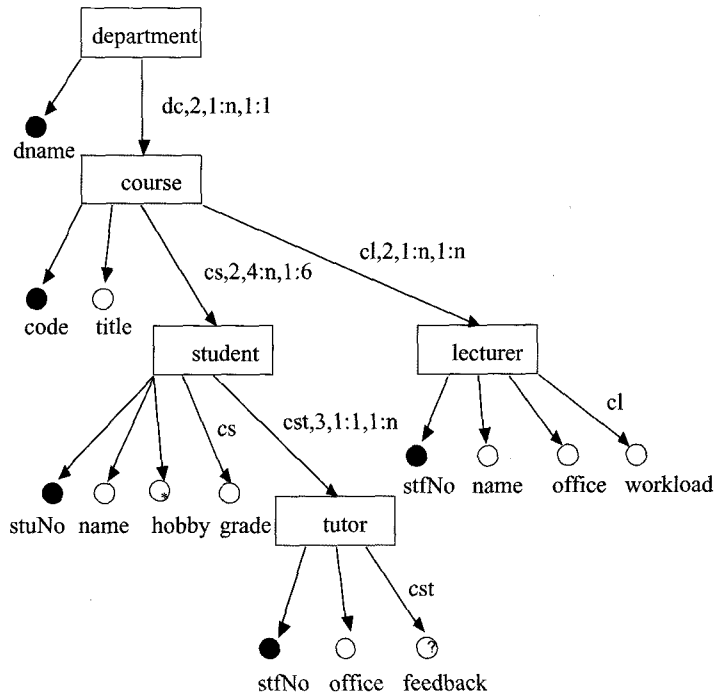 department
dc,2,1:n,1:1
dname
course
cs,2,4:n,1:6
cl,2,1:n,1:n
code title
student
lecturer
cs
cst,3,1:1,1:n
cl
*
stuNo name hobby grade
stfNo name office workload
tutor
cst
?
stfNo office feedback